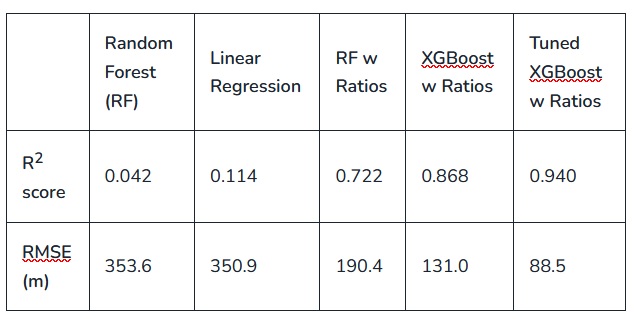 Random Forest (RF) Linear Regression RF w Ratios XGBoost w Ratios Tuned XGBoost w Ratios
R² score 0.042 0.114 0.722 0.868 0.940
RMSE (m) 353.6 350.9 190.4 131.0 88.5